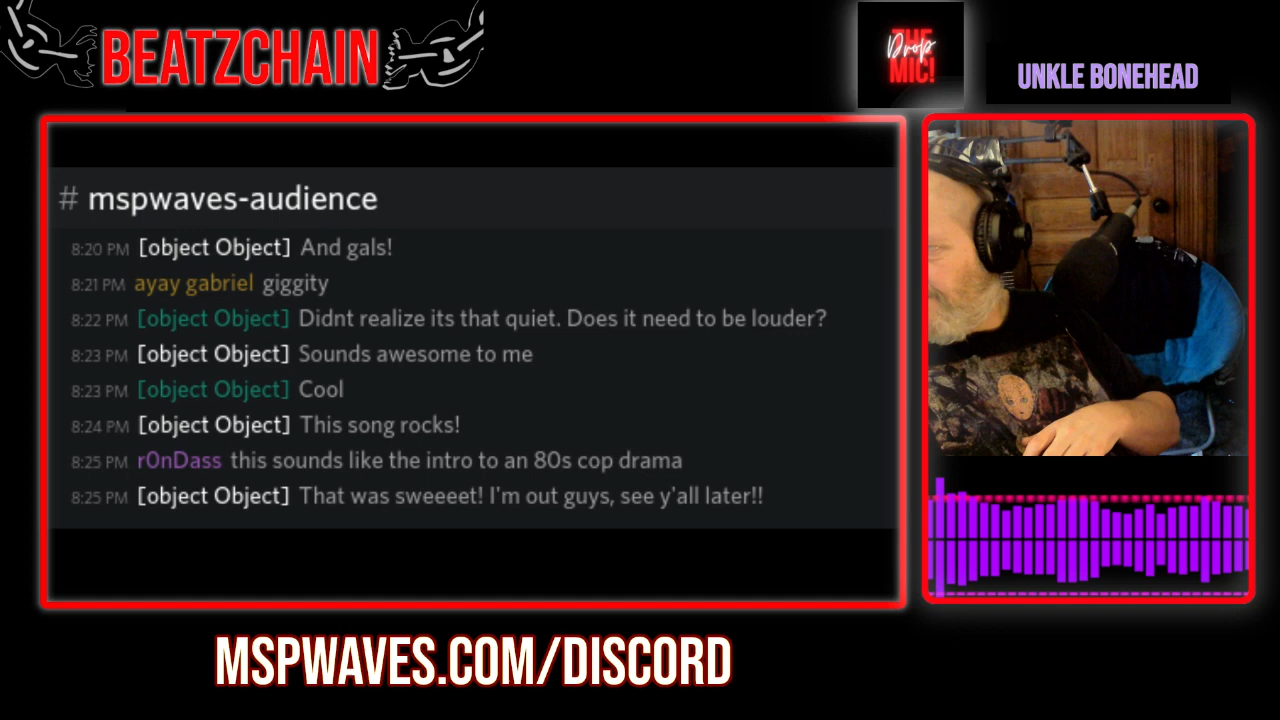 BEATZCHAIN
THE
Drop
MIC!
UNKLE BONEHEAD
# mspwaves-audience
8:20 PM [object Object] And gals!
8:21 PM ayay gabriel giggity
8:22 PM [object Object] Didnt realize its that quiet. Does it need to be louder?
8:23 PM [object Object] Sounds awesome to me
8:23 PM [object Object] Cool
8:24 PM [object Object] This song rocks!
8:25 PM r0nDass this sounds like the intro to an 80s cop drama
8:25 PM [object Object] That was sweeeet! I'm out guys, see y'all later!!
MSPWAVES.COM/DISCORD